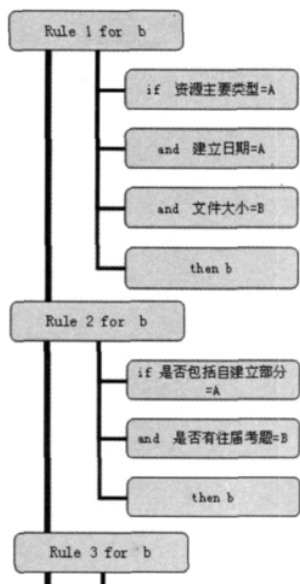 Rule 1 for b
if 资源主要类型=A
and 建立日期=A
and 文件大小=B
then b
Rule 2 for b
if 是否包括自建立部分
=A
and 是否有往届考题=B
then b
Rule 3 for b